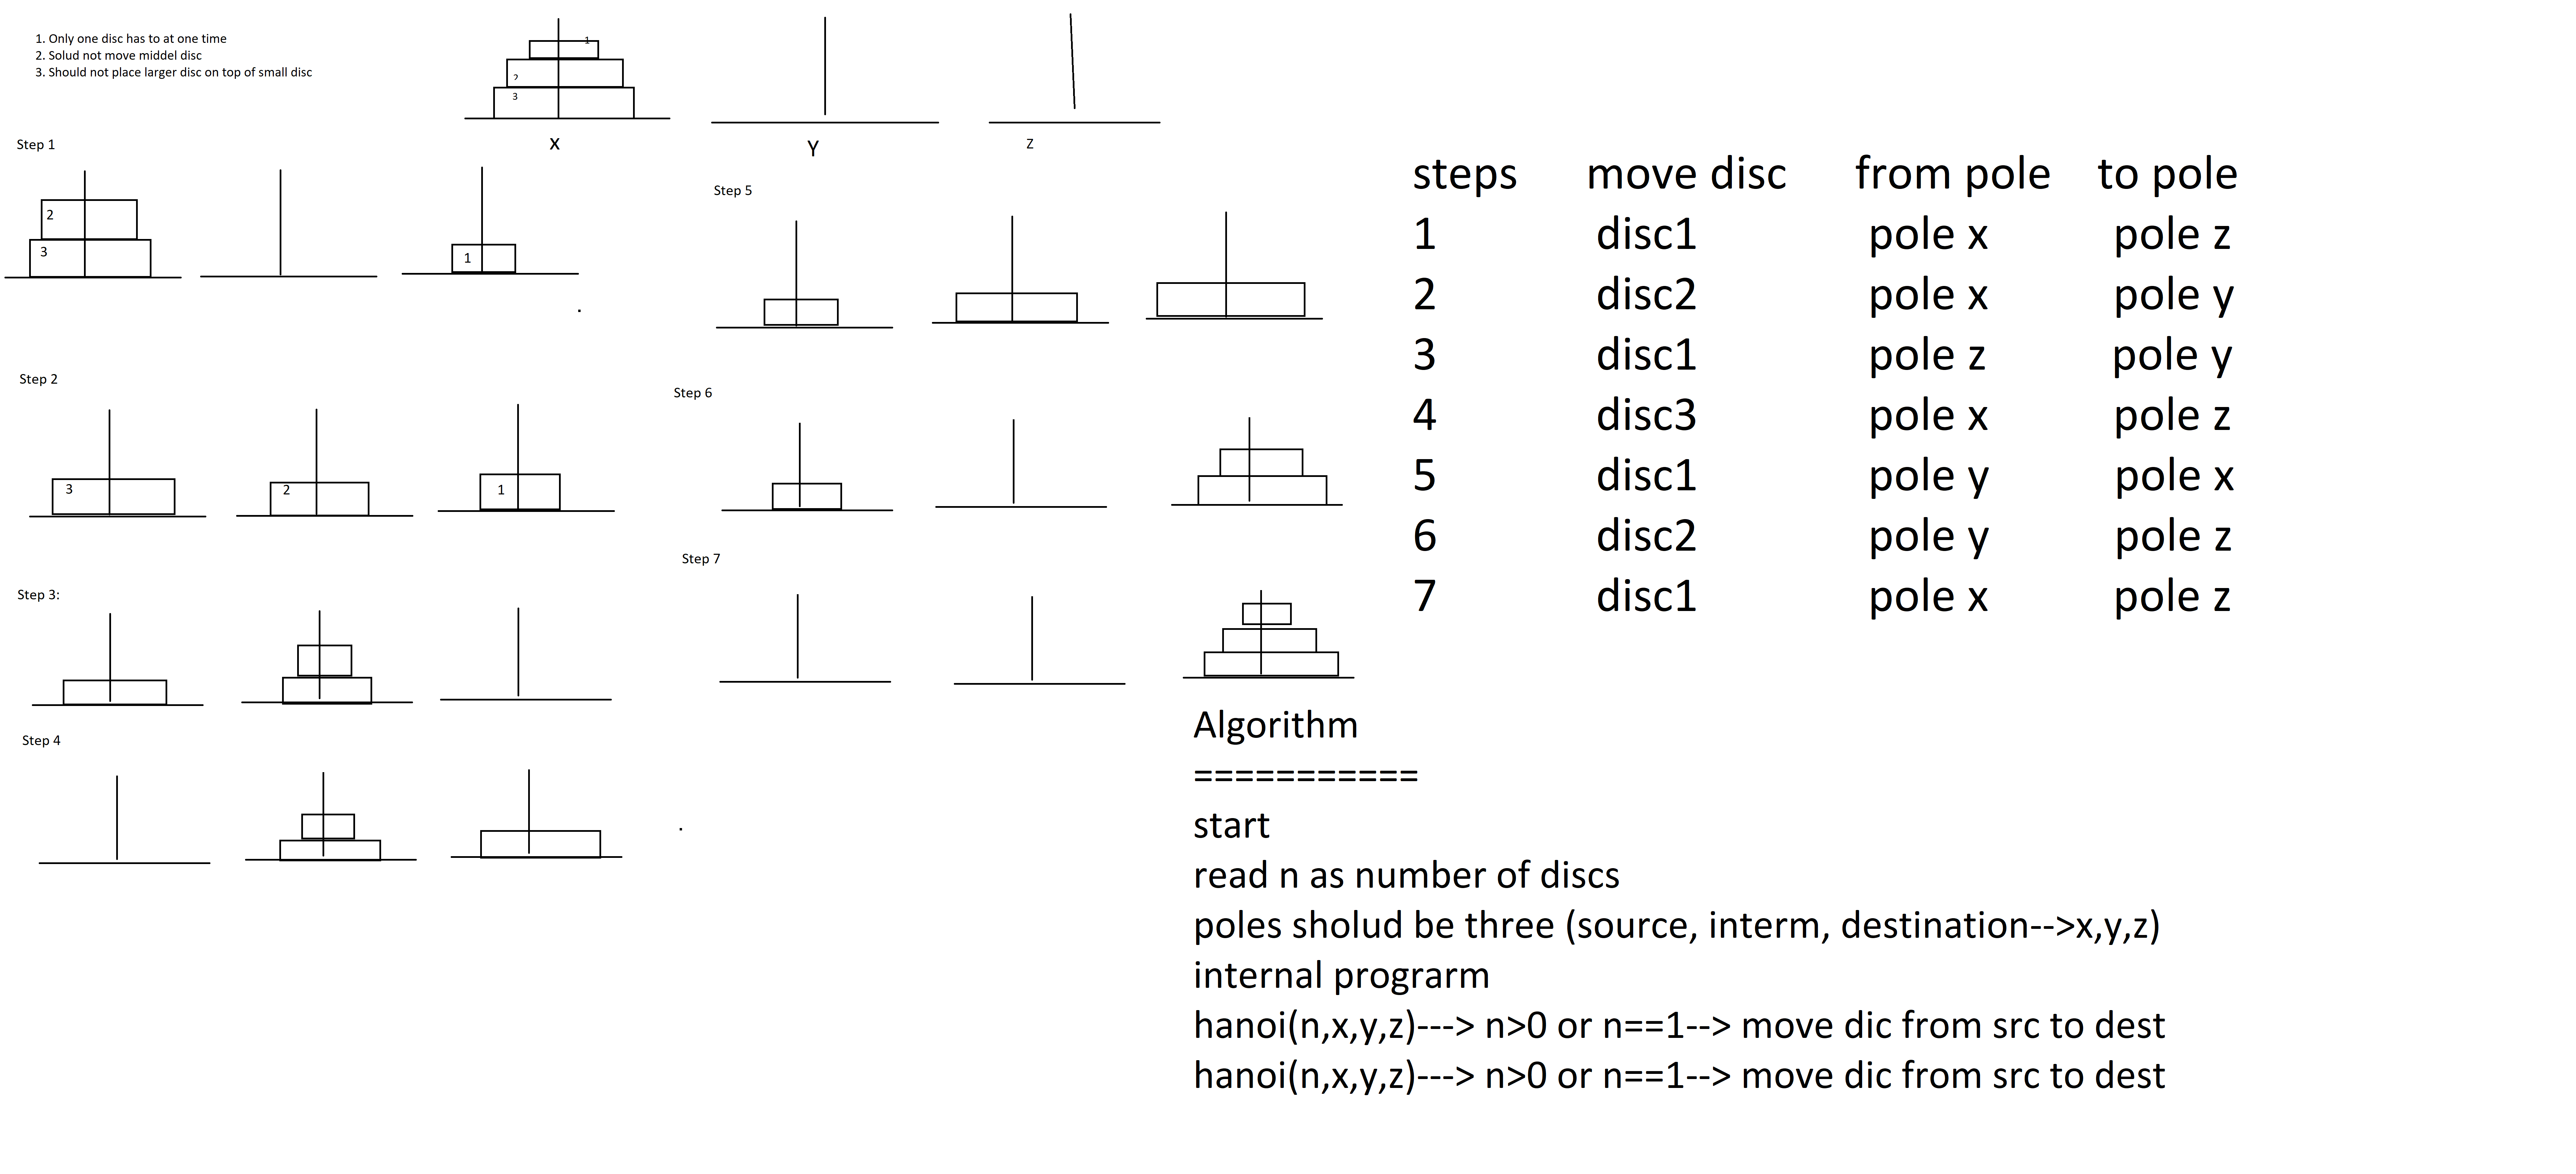 1. Only one disc has to at one time
2. Solud not move middel disc
3. Should not place larger disc on top of small disc
1
2
3
X
Y
Z
Step 1
2
3
1
Step 2
3
2
1
Step 3:
Step 4
Step 5
Step 6
Step 7
steps move disc from pole to pole
1 disc1 pole x pole z
2 disc2 pole x pole y
3 disc1 pole z pole y
4 disc3 pole x pole z
5 disc1 pole y pole x
6 disc2 pole y pole z
7 disc1 pole x pole z
Algorithm
===========
start
read n as number of discs
poles sholud be three (source, interm, destination-->x,y,z)
internal prograrm
hanoi(n,x,y,z)---> n>0 or n==1--> move dic from src to dest
hanoi(n,x,y,z)---> n>0 or n==1--> move dic from src to dest